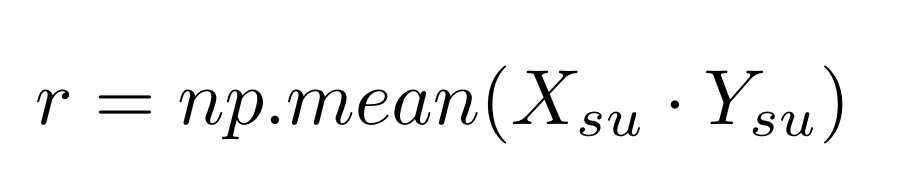 r = np.mean(X_su · Y_su)